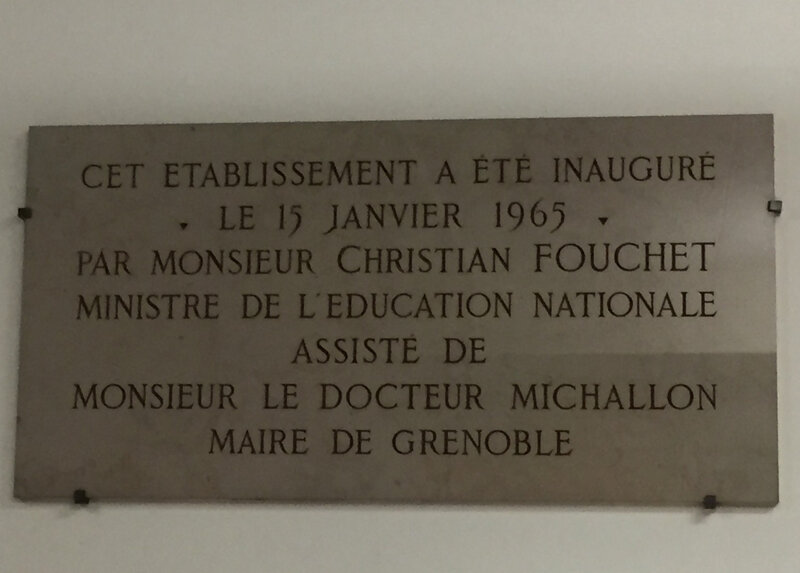 CET ETABLISSEMENT A ÉTÉ INAUGURÉ
LE 15 JANVIER 1965
PAR MONSIEUR CHRISTIAN FOUCHET
MINISTRE DE L'EDUCATION NATIONALE
ASSISTÉ DE
MONSIEUR LE DOCTEUR MICHALLON
MAIRE DE GRENOBLE